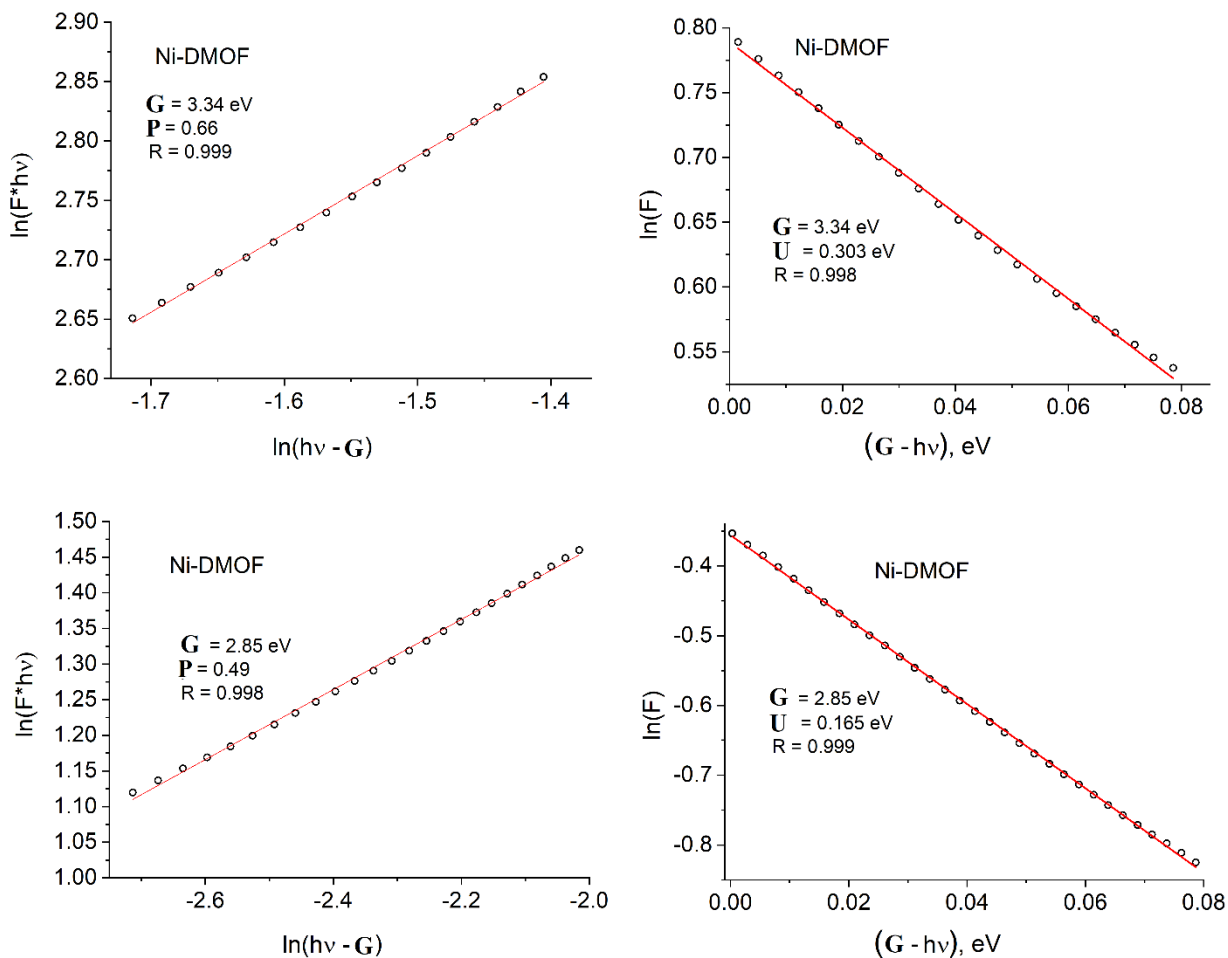 Ni-DMOF
G = 3.34 eV
P = 0.66
R = 0.999
ln(F*hν)
2.90
2.85
2.80
2.75
2.70
2.65
2.60
-1.7 -1.6 -1.5 -1.4
ln(hν - G)
Ni-DMOF
G = 3.34 eV
U = 0.303 eV
R = 0.998
ln(F)
0.80
0.75
0.70
0.65
0.60
0.55
0.00 0.02 0.04 0.06 0.08
(G - hν), eV
Ni-DMOF
G = 2.85 eV
P = 0.49
R = 0.998
ln(F*hν)
1.50
1.45
1.40
1.35
1.30
1.25
1.20
1.15
1.10
1.05
1.00
-2.6 -2.4 -2.2 -2.0
ln(hν - G)
Ni-DMOF
G = 2.85 eV
U = 0.165 eV
R = 0.999
ln(F)
-0.4
-0.5
-0.6
-0.7
-0.8
0.00 0.02 0.04 0.06 0.08
(G - hν), eV